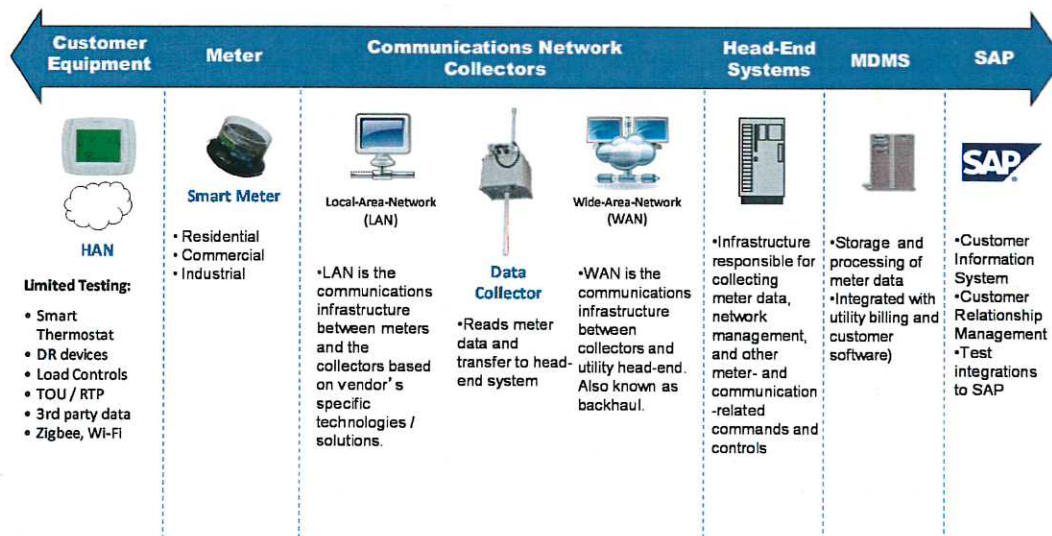 Customer
Equipment
Meter
Communications Network
Collectors
Head-End
Systems
MDMS
SAP
HAN
Limited Testing:
• Smart
Thermostat
• DR devices
• Load Controls
• TOU / RTP
• 3rd party data
• Zigbee, Wi-Fi
Smart Meter
• Residential
• Commercial
• Industrial
Local-Area-Network
(LAN)
•LAN is the
communications
infrastructure
between meters
and the
collectors based
on vendor's
specific
technologies /
solutions.
Data
Collector
•Reads meter
data and
transfer to head-
end system
Wide-Area-Network
(WAN)
•WAN is the
communications
infrastructure
between
collectors and
utility head-end.
Also known as
backhaul.
•Infrastructure
responsible for
collecting
meter data,
network
management,
and other
meter- and
communication
-related
commands and
controls
•Storage and
processing of
meter data
•Integrated with
utility billing and
customer
software)
SAP
•Customer
Information
System
•Customer
Relationship
Management
•Test
integrations
to SAP